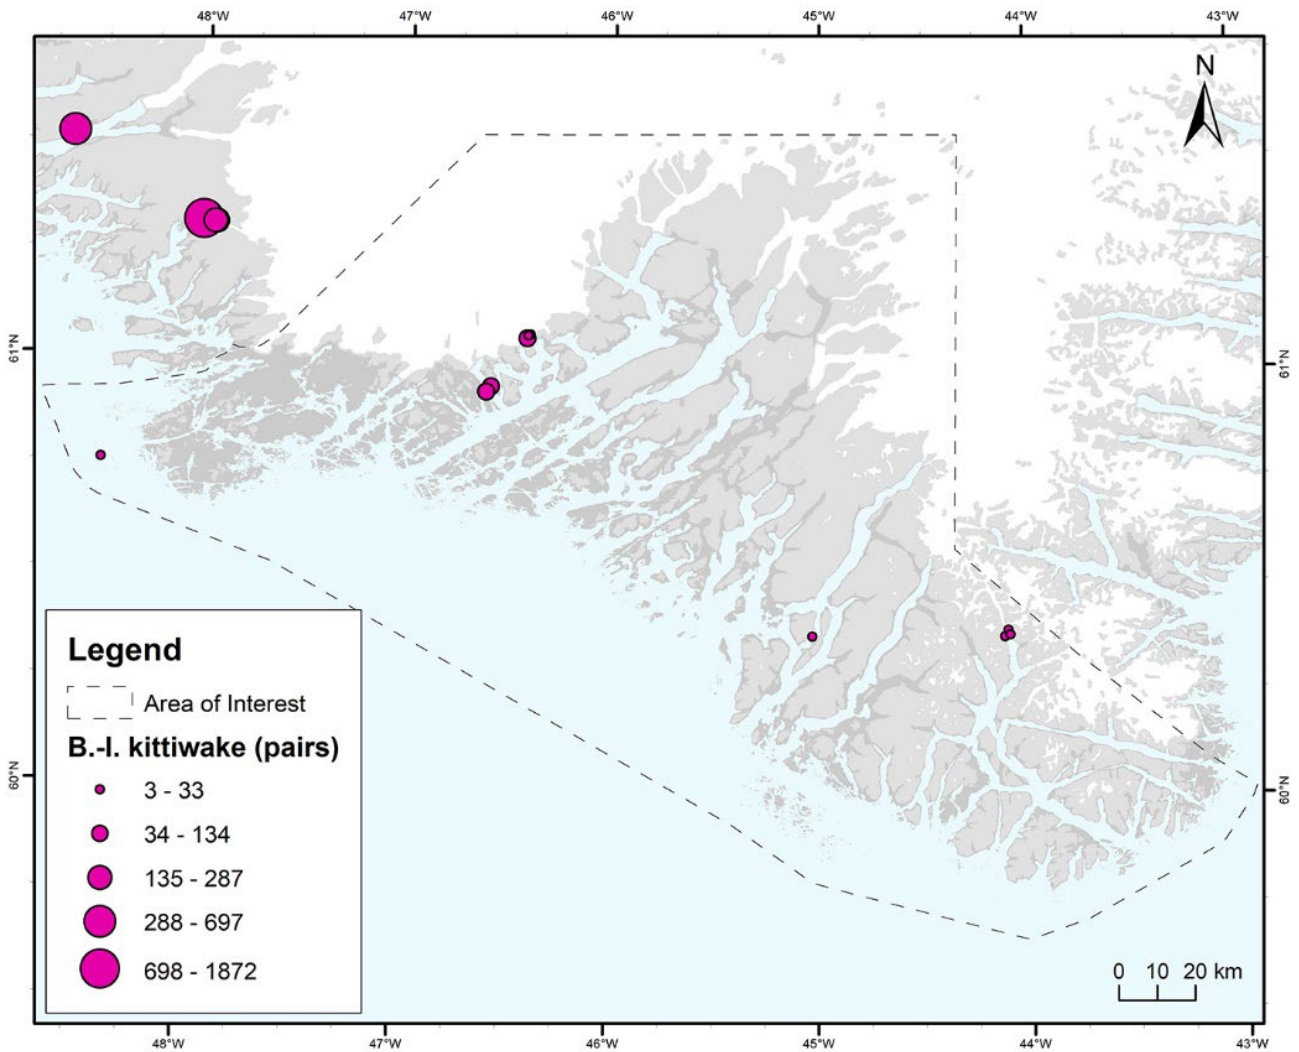 48°W 47°W 46°W 45°W 44°W 43°W
N
61°N 61°N
Legend
Area of Interest
B.-l. kittiwake (pairs)
3 - 33
34 - 134
135 - 287
288 - 697
698 - 1872
60°N 60°N
0 10 20 km
48°W 47°W 46°W 45°W 44°W 43°W